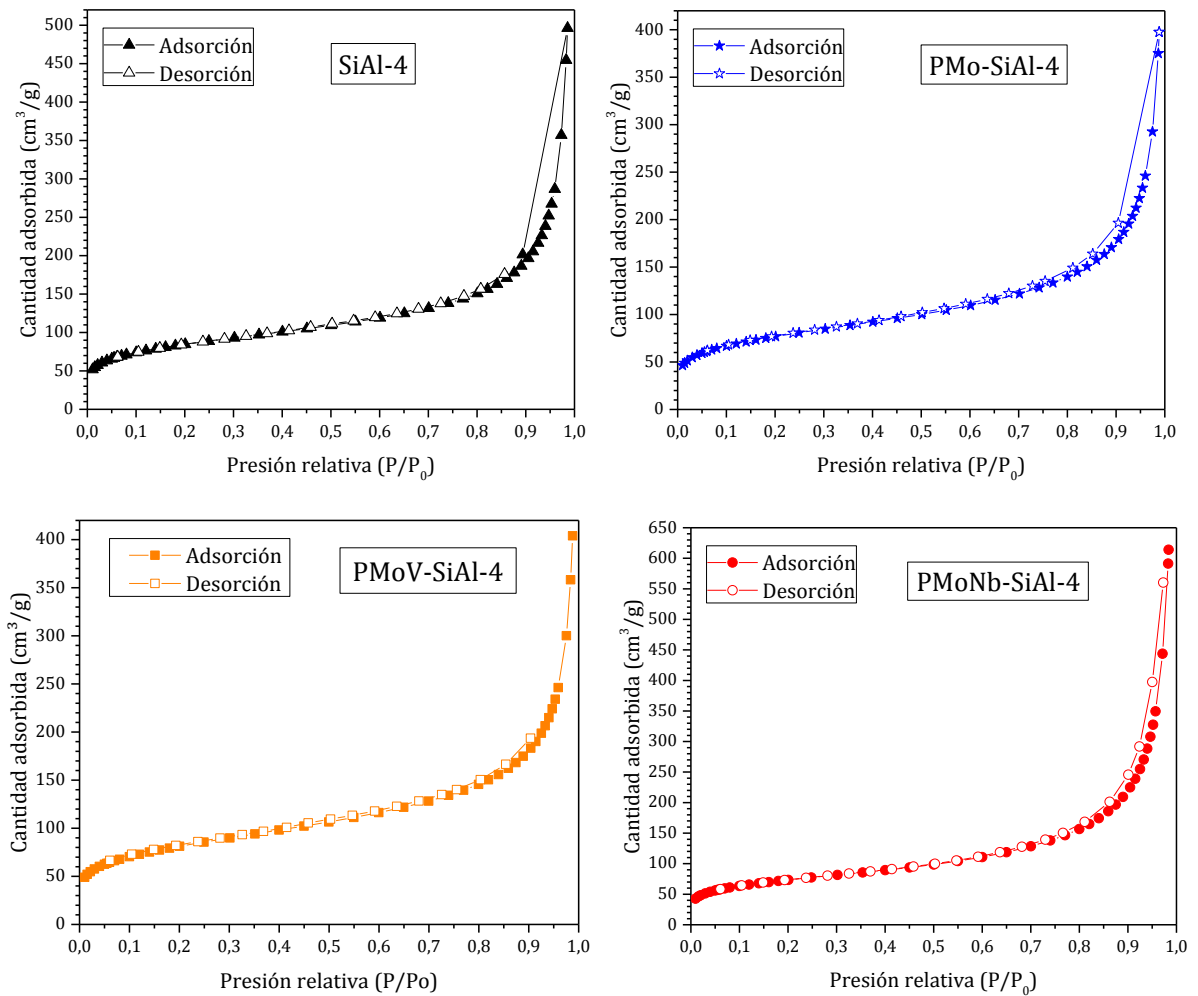 Adsorción
Desorción
SiAl-4
Cantidad adsorbida (cm³/g)
500
450
400
350
300
250
200
150
100
50
0
0,0 0,1 0,2 0,3 0,4 0,5 0,6 0,7 0,8 0,9 1,0
Presión relativa (P/P₀)
Adsorción
Desorción
PMo-SiAl-4
Cantidad adsorbida (cm³/g)
400
350
300
250
200
150
100
50
0
0,0 0,1 0,2 0,3 0,4 0,5 0,6 0,7 0,8 0,9 1,0
Presión relativa (P/P₀)
Adsorción
Desorción
PMoV-SiAl-4
Cantidad adsorbida (cm³/g)
400
350
300
250
200
150
100
50
0
0,0 0,1 0,2 0,3 0,4 0,5 0,6 0,7 0,8 0,9 1,0
Presión relativa (P/Po)
Adsorción
Desorción
PMoNb-SiAl-4
Cantidad adsorbida (cm³/g)
650
600
550
500
450
400
350
300
250
200
150
100
50
0
0,0 0,1 0,2 0,3 0,4 0,5 0,6 0,7 0,8 0,9 1,0
Presión relativa (P/P₀)